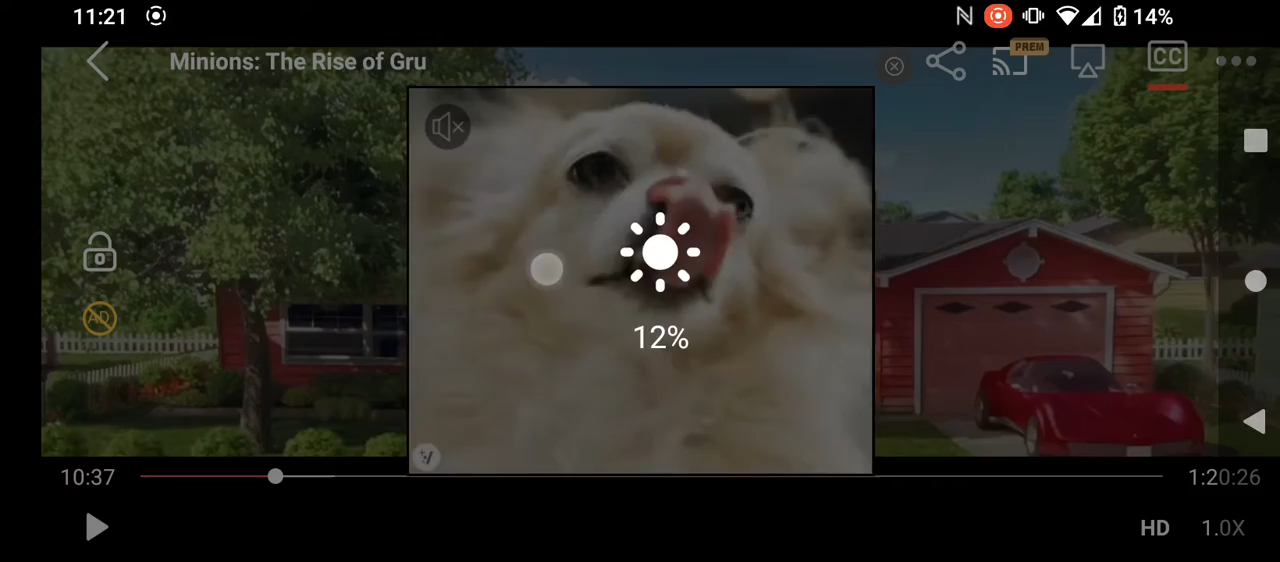 11:21
14%
PREM
Minions: The Rise of Gru
CC
AD
12%
10:37
1:20:26
HD
1.0X